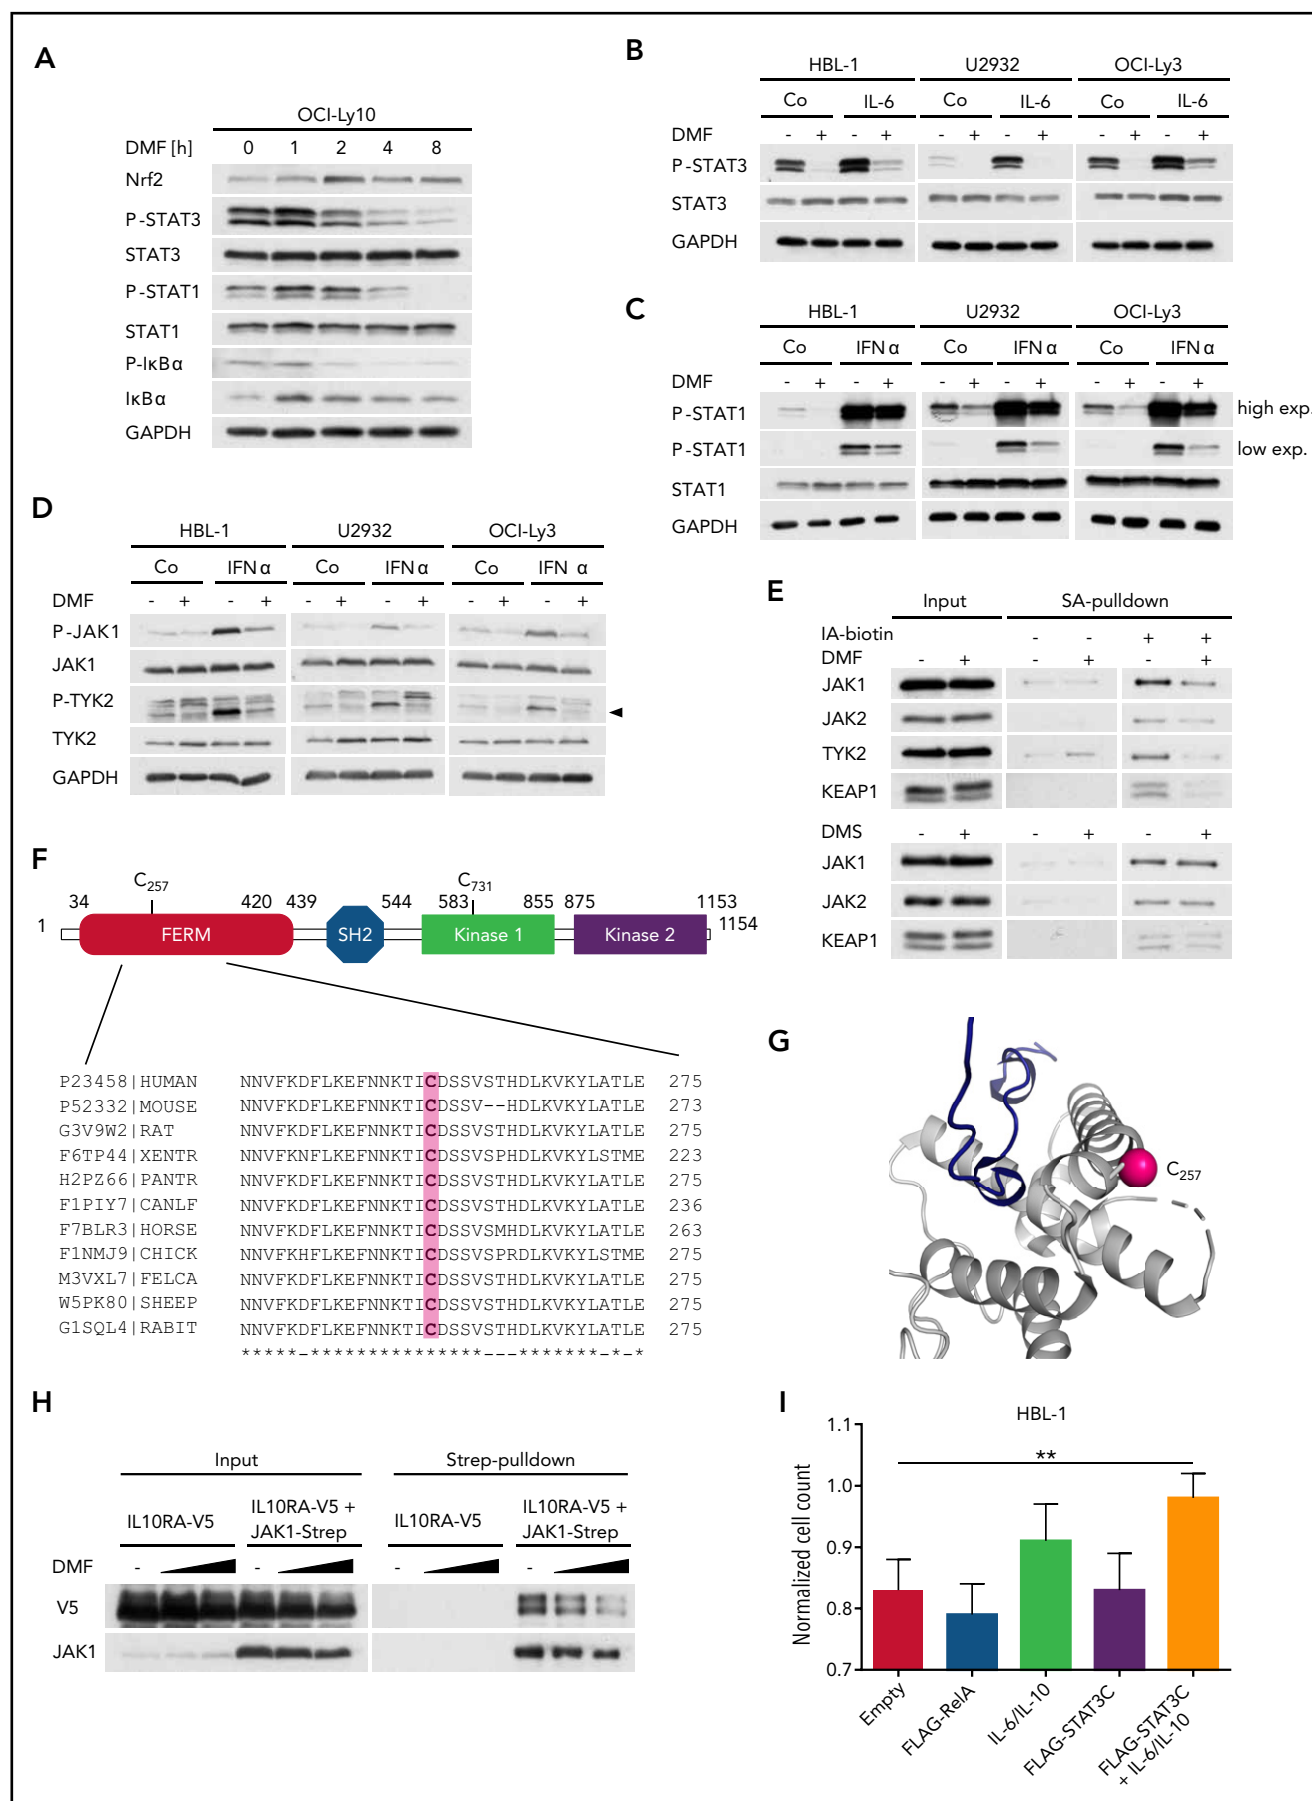 A
OCI-Ly10
DMF [h] 0 1 2 4 8
Nrf2
P-STAT3
STAT3
P-STAT1
STAT1
P-IκBα
IκBα
GAPDH
B
HBL-1 U2932 OCI-Ly3
Co IL-6 Co IL-6 Co IL-6
DMF - + - + - + - + - + - +
P-STAT3
STAT3
GAPDH
C
HBL-1 U2932 OCI-Ly3
Co IFNα Co IFNα Co IFNα
DMF - + - + - + - + - + - +
P-STAT1 high exp.
P-STAT1 low exp.
STAT1
GAPDH
D
HBL-1 U2932 OCI-Ly3
Co IFNα Co IFNα Co IFN α
DMF - + - + - + - + - + - +
P-JAK1
JAK1
P-TYK2
TYK2
GAPDH
E
Input SA-pulldown
IA-biotin - - + +
DMF - + - + - +
JAK1
JAK2
TYK2
KEAP1
DMS - + - + - +
JAK1
JAK2
KEAP1
F
C257 C731
34 420 439 544 583 855 875 1153
1 FERM SH2 Kinase 1 Kinase 2 1154
P23458|HUMAN NNVFKDFLKEFNNKTICDSSVSTHDLKVKYLATLE 275
P52332|MOUSE NNVFKDFLKEFNNKTICDSSV--HDLKVKYLATLE 273
G3V9W2|RAT NNVFKDFLKEFNNKTICDSSVSTHDLKVKYLATLE 275
F6TP44|XENTR NNVFKDFLKEFNNKTICDSSVSPHDLKVKYLSTME 223
H2PZ66|PANTR NNVFKDFLKEFNNKTICDSSVSTHDLKVKYLATLE 275
F1PIY7|CANLF NNVFKDFLKEFNNKTICDSSVSTHDLKVKYLATLE 236
F7BLR3|HORSE NNVFKDFLKEFNNKTICDSSVSMHDLKVKYLATLE 263
F1NMJ9|CHICK NNVFKHFLKEFNNKTICDSSVSPRDLKVKYLSTME 275
M3VXL7|FELCA NNVFKDFLKEFNNKTICDSSVSTHDLKVKYLATLE 275
W5PK80|SHEEP NNVFKDFLKEFNNKTICDSSVSTHDLKVKYLATLE 275
G1SQL4|RABIT NNVFKDFLKEFNNKTICDSSVSTHDLKVKYLATLE 275
*****-***************---*******-*-*
G
C257
H
Input Strep-pulldown
IL10RA-V5 IL10RA-V5 + JAK1-Strep IL10RA-V5 IL10RA-V5 + JAK1-Strep
DMF - - - -
V5
JAK1
I
HBL-1
Normalized cell count
1.1
1.0
0.9
0.8
0.7
**
Empty
FLAG-RelA
IL-6/IL-10
FLAG-STAT3C
FLAG-STAT3C
+ IL-6/IL-10